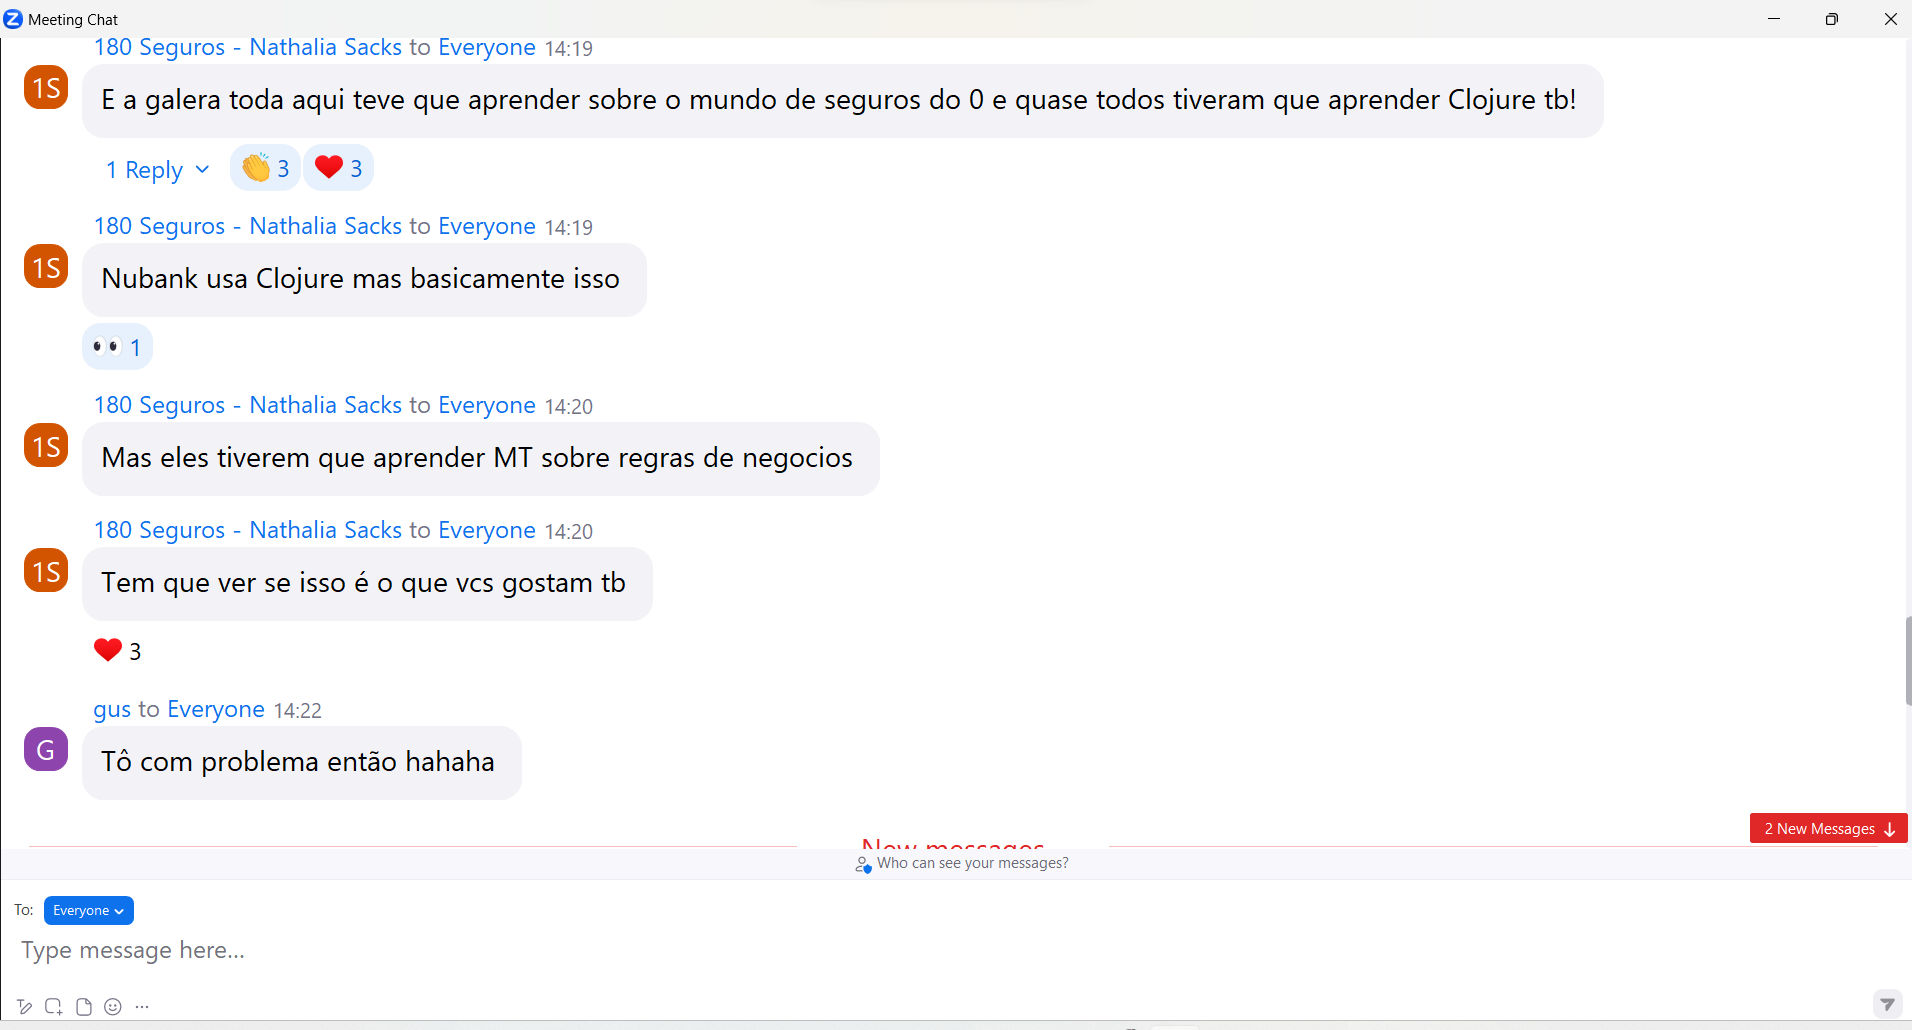 Meeting Chat
180 Seguros - Nathalia Sacks to Everyone 14:19
1S
E a galera toda aqui teve que aprender sobre o mundo de seguros do 0 e quase todos tiveram que aprender Clojure tb!
1 Reply 3 3
180 Seguros - Nathalia Sacks to Everyone 14:19
1S
Nubank usa Clojure mas basicamente isso
1
180 Seguros - Nathalia Sacks to Everyone 14:20
1S
Mas eles tiverem que aprender MT sobre regras de negocios
180 Seguros - Nathalia Sacks to Everyone 14:20
1S
Tem que ver se isso é o que vcs gostam tb
3
gus to Everyone 14:22
G
Tô com problema então hahaha
2 New Messages
New messages
Who can see your messages?
To: Everyone
Type message here...